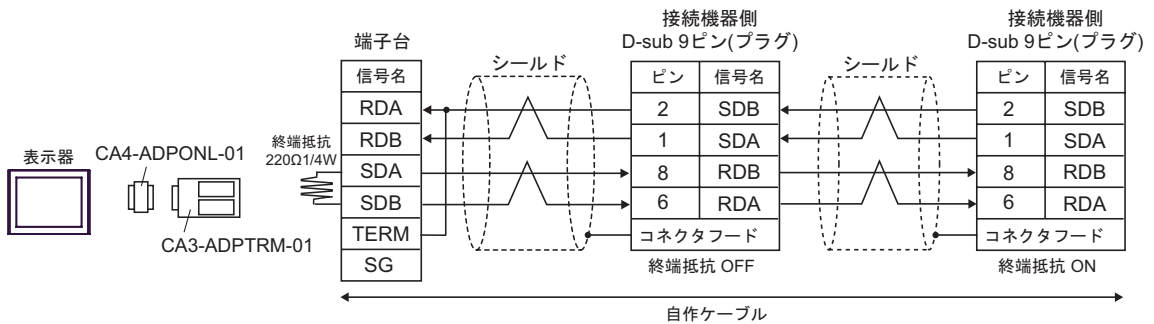 表示器
CA4-ADPONL-01
CA3-ADPTRM-01
終端抵抗
220Ω1/4W
端子台
信号名
RDA
RDB
SDA
SDB
TERM
SG
シールド
接続機器側
D-sub 9ピン(プラグ)
ピン 信号名
2 SDB
1 SDA
8 RDB
6 RDA
コネクタフード
終端抵抗 OFF
シールド
接続機器側
D-sub 9ピン(プラグ)
ピン 信号名
2 SDB
1 SDA
8 RDB
6 RDA
コネクタフード
終端抵抗 ON
自作ケーブル